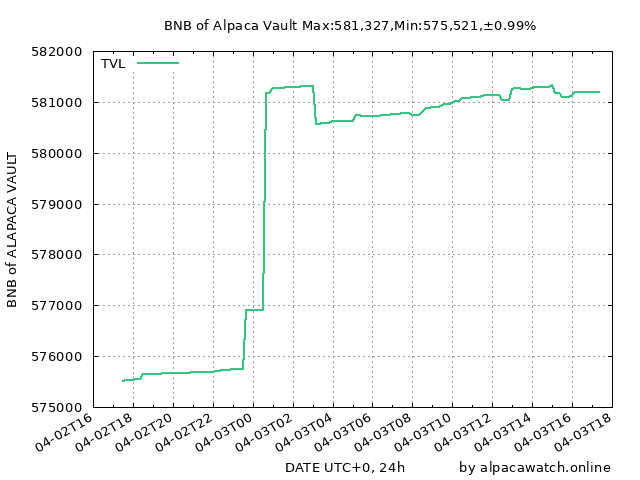 BNB of Alpaca Vault Max:581,327,Min:575,521,±0.99%
TVL
582000
581000
580000
579000
578000
577000
576000
575000
BNB of ALAPACA VAULT
04-02T16
04-02T18
04-02T20
04-02T22
04-03T00
04-03T02
04-03T04
04-03T06
04-03T08
04-03T10
04-03T12
04-03T14
04-03T16
04-03T18
DATE UTC+0, 24h
by alpacawatch.online